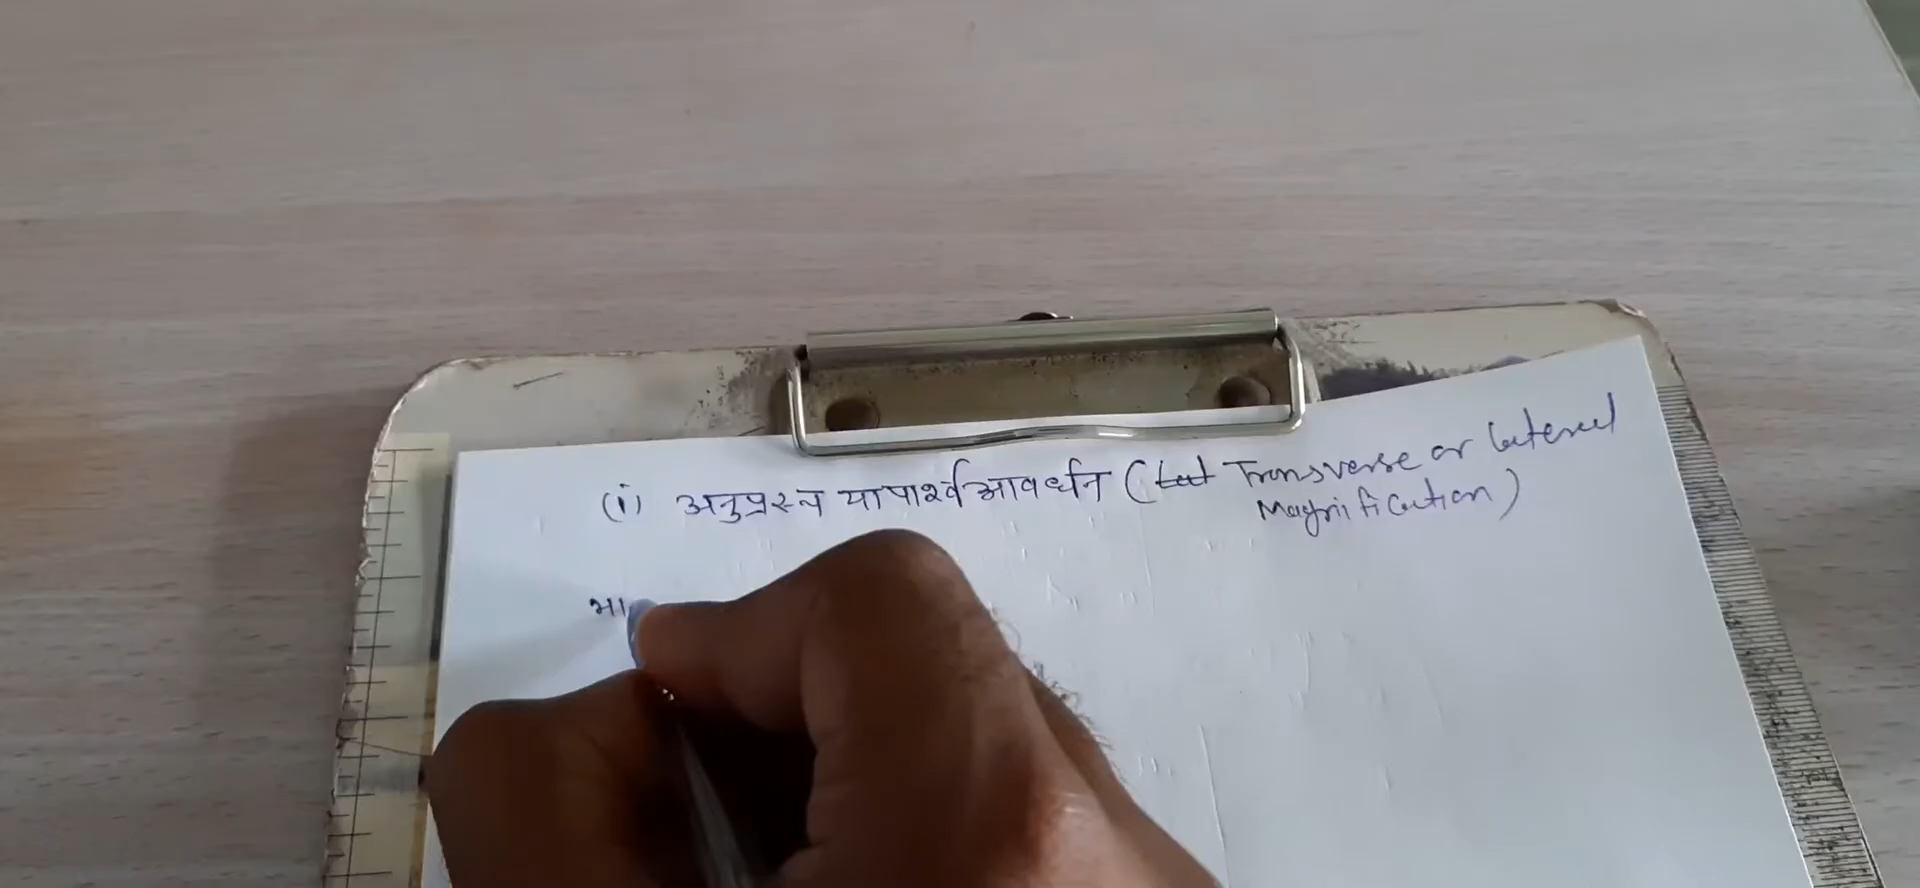 (i) अनुप्रस्थ या पार्श्व आवर्धन (Transverse or lateral
Magnification)
भा